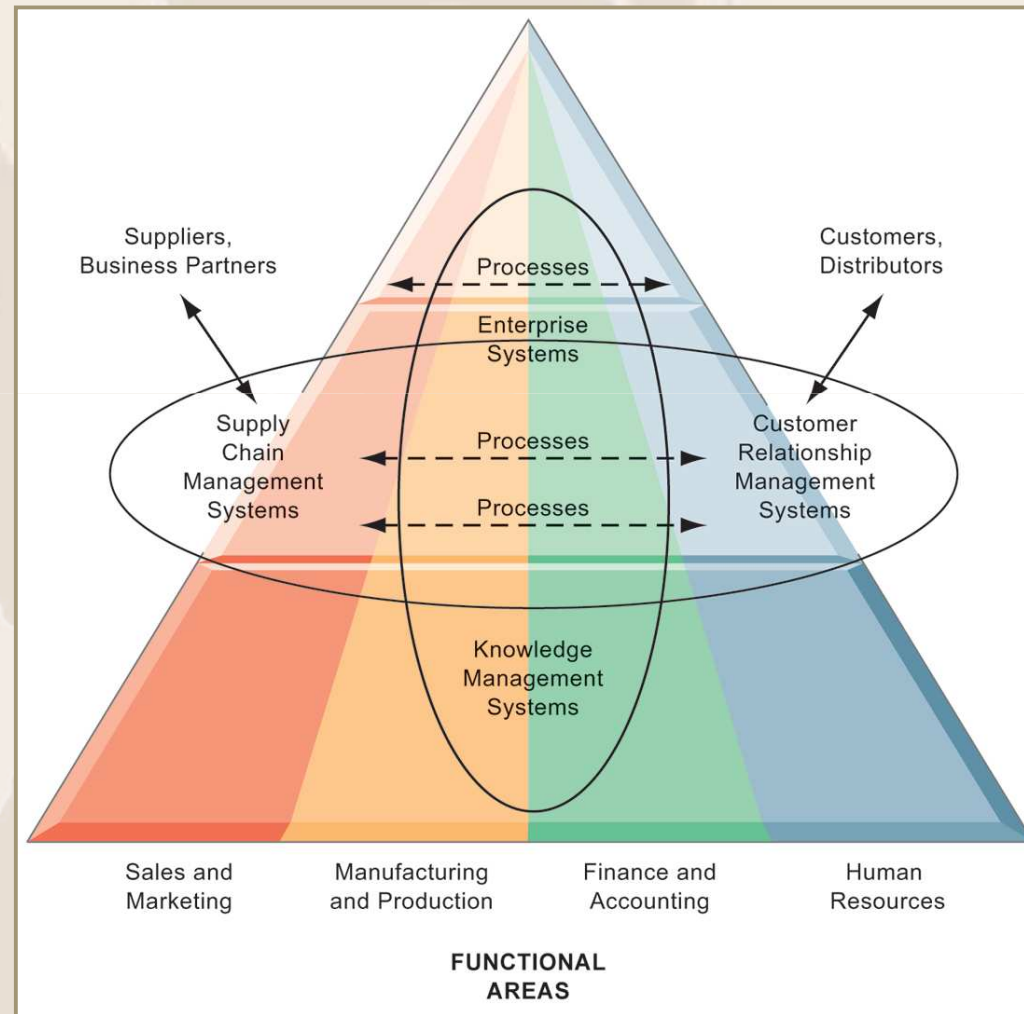 Suppliers,
Business Partners
Customers,
Distributors
Processes
Enterprise
Systems
Supply
Chain
Management
Systems
Processes
Processes
Customer
Relationship
Management
Systems
Knowledge
Management
Systems
Sales and
Marketing
Manufacturing
and Production
Finance and
Accounting
Human
Resources
FUNCTIONAL
AREAS